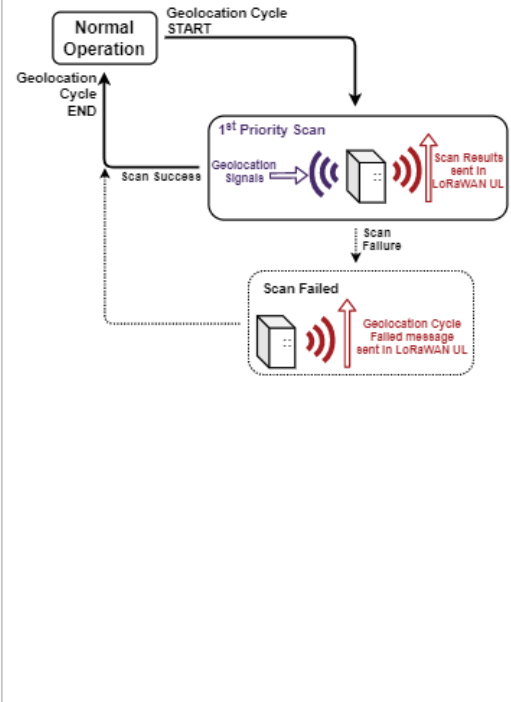 Normal
Operation
Geolocation Cycle
START
Geolocation
Cycle
END
1st Priority Scan
Geolocation
Signals
Scan Results
sent in
LoRaWAN UL
Scan Success
Scan
Failure
Scan Failed
Geolocation Cycle
Failed message
sent in LoRaWAN UL